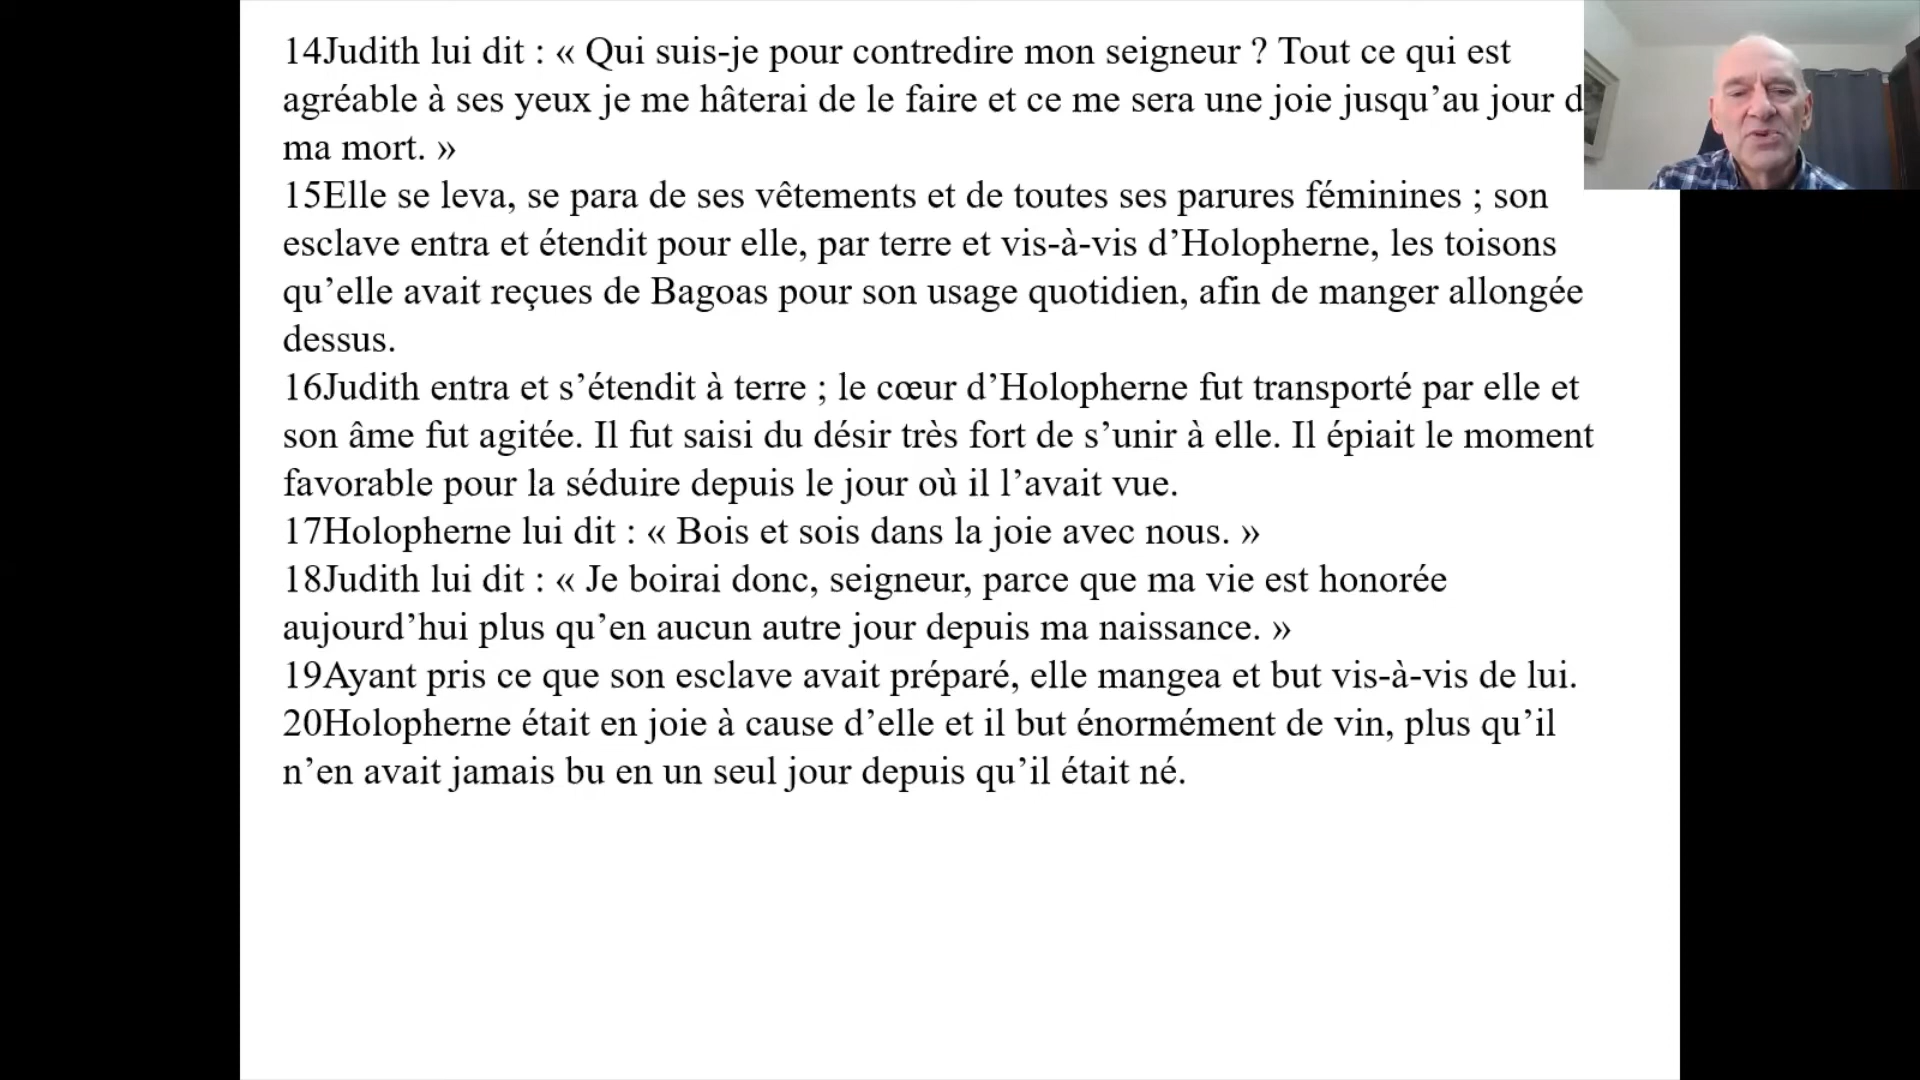 14Judith lui dit : « Qui suis-je pour contredire mon seigneur ? Tout ce qui est
agréable à ses yeux je me hâterai de le faire et ce me sera une joie jusqu’au jour d
ma mort. »
15Elle se leva, se para de ses vêtements et de toutes ses parures féminines ; son
esclave entra et étendit pour elle, par terre et vis-à-vis d’Holopherne, les toisons
qu’elle avait reçues de Bagoas pour son usage quotidien, afin de manger allongée
dessus.
16Judith entra et s’étendit à terre ; le cœur d’Holopherne fut transporté par elle et
son âme fut agitée. Il fut saisi du désir très fort de s’unir à elle. Il épiait le moment
favorable pour la séduire depuis le jour où il l’avait vue.
17Holopherne lui dit : « Bois et sois dans la joie avec nous. »
18Judith lui dit : « Je boirai donc, seigneur, parce que ma vie est honorée
aujourd’hui plus qu’en aucun autre jour depuis ma naissance. »
19Ayant pris ce que son esclave avait préparé, elle mangea et but vis-à-vis de lui.
20Holopherne était en joie à cause d’elle et il but énormément de vin, plus qu’il
n’en avait jamais bu en un seul jour depuis qu’il était né.